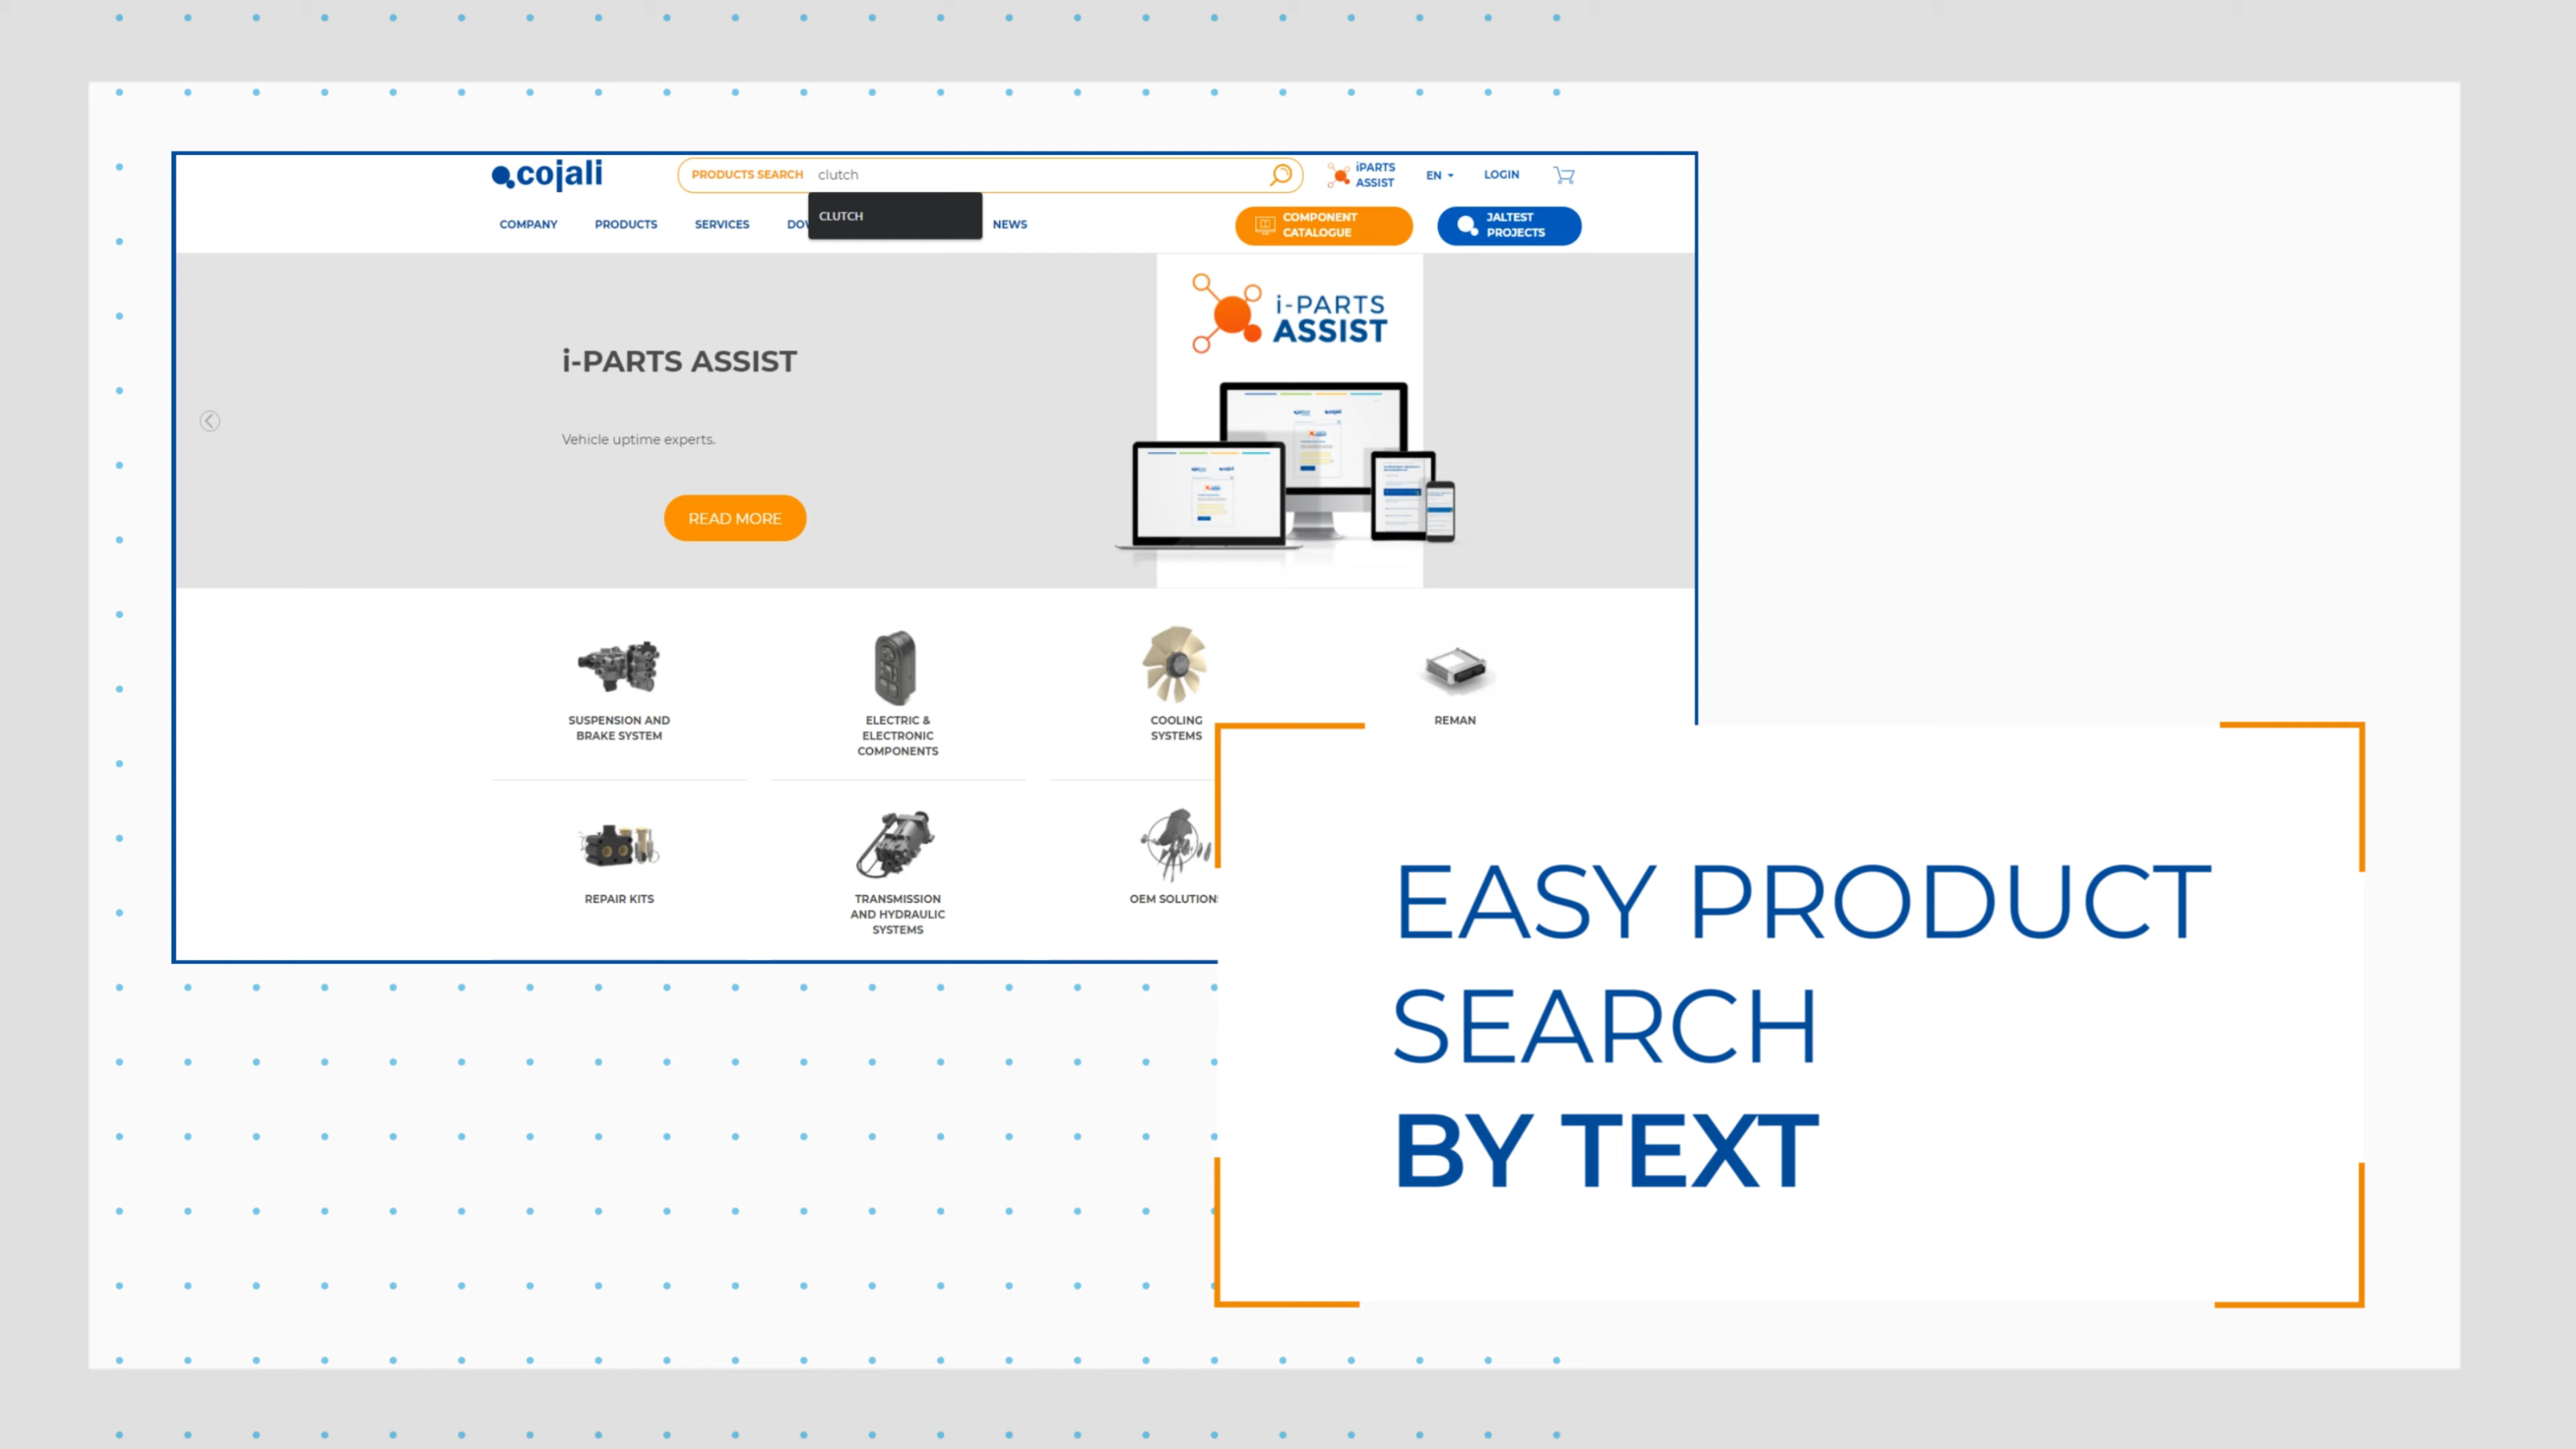 cojali
PRODUCTS SEARCH clutch
iPARTS
ASSIST
EN
LOGIN
CLUTCH
COMPANY PRODUCTS SERVICES NEWS
COMPONENT
CATALOGUE
JALTEST
PROJECTS
i-PARTS ASSIST
Vehicle uptime experts.
READ MORE
i-PARTS
ASSIST
SUSPENSION AND
BRAKE SYSTEM
ELECTRIC &
ELECTRONIC
COMPONENTS
COOLING
SYSTEMS
REMAN
REPAIR KITS
TRANSMISSION
AND HYDRAULIC
SYSTEMS
OEM SOLUTIONS
EASY PRODUCT
SEARCH
BY TEXT